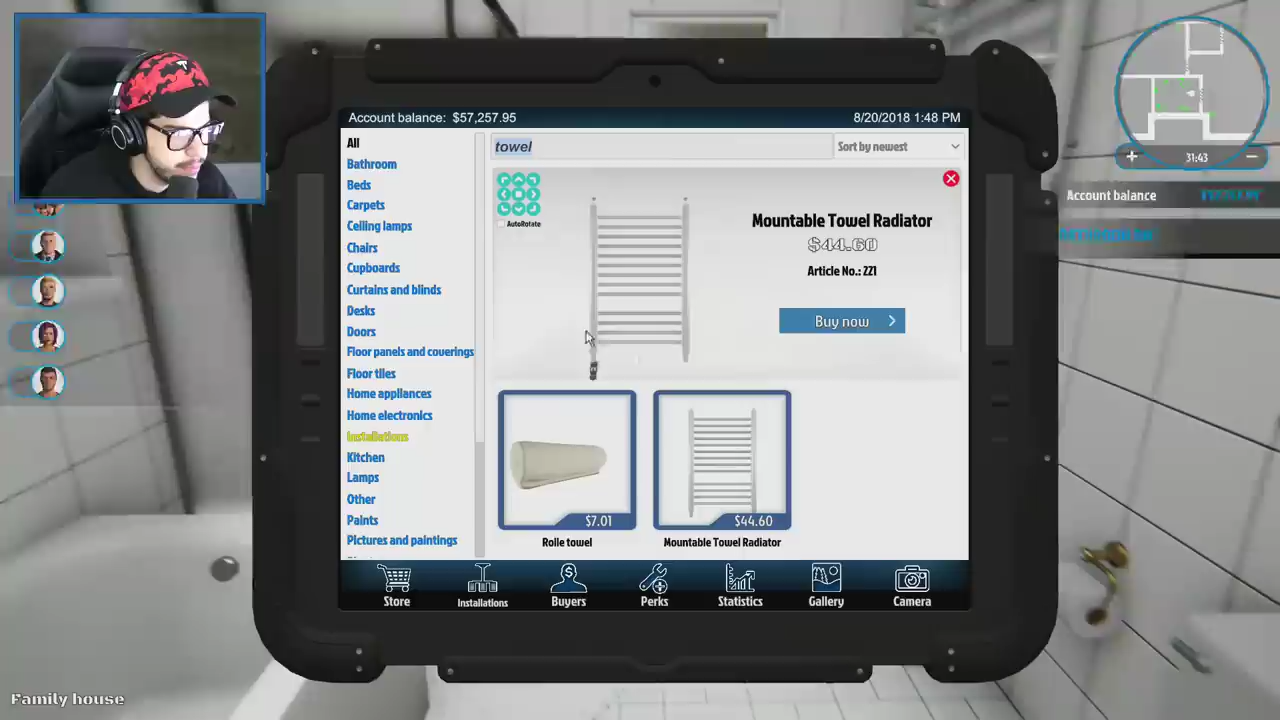 Account balance: $57,257.95
8/20/2018 1:48 PM
All
Bathroom
Beds
Carpets
Ceiling lamps
Chairs
Cupboards
Curtains and blinds
Desks
Doors
Floor panels and coverings
Floor tiles
Home appliances
Home electronics
Installations
Kitchen
Lamps
Other
Paints
Pictures and paintings
towel
Sort by newest
AutoRotate
Mountable Towel Radiator
$44.60
Article No.: 221
Buy now
$7.01
Rolle towel
$44.60
Mountable Towel Radiator
Store
Installations
Buyers
Perks
Statistics
Gallery
Camera
31:43
Account balance
Family house